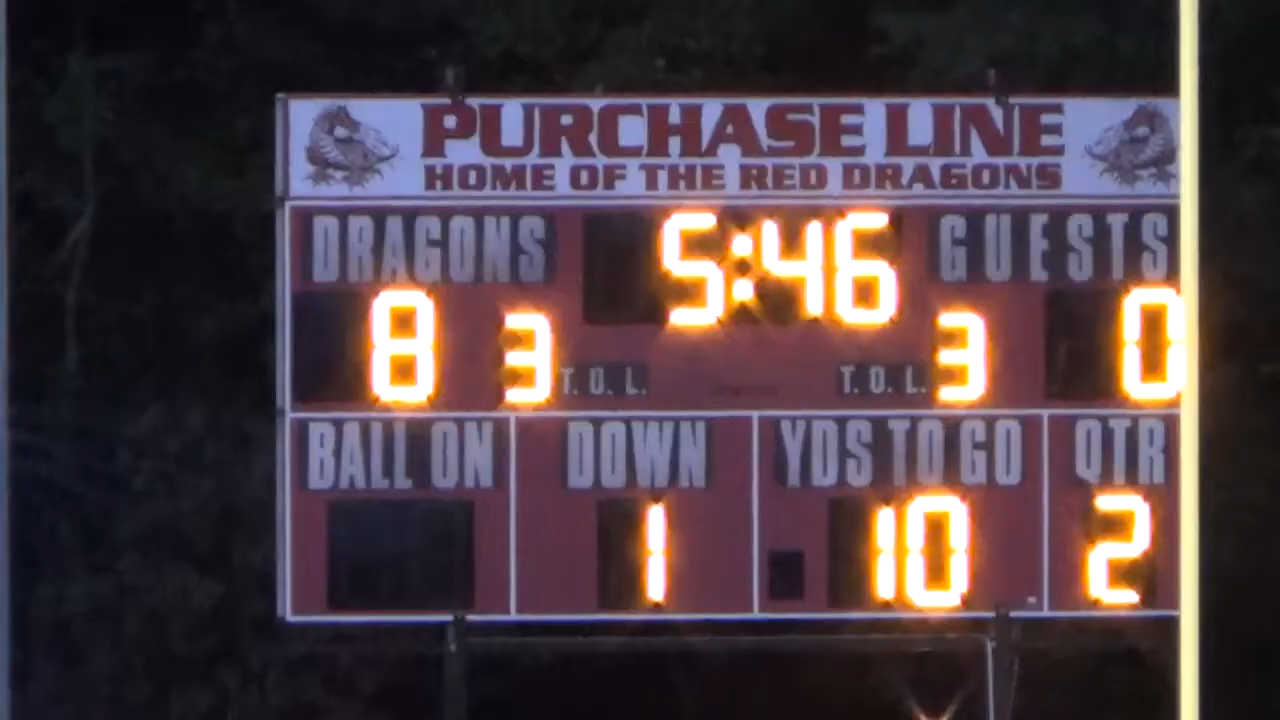 PURCHASE LINE
HOME OF THE RED DRAGONS
DRAGONS 5:46 GUESTS
8 3 T. O. L. T. O. L. 3 0
BALL ON DOWN YDS TO GO QTR
1 10 2